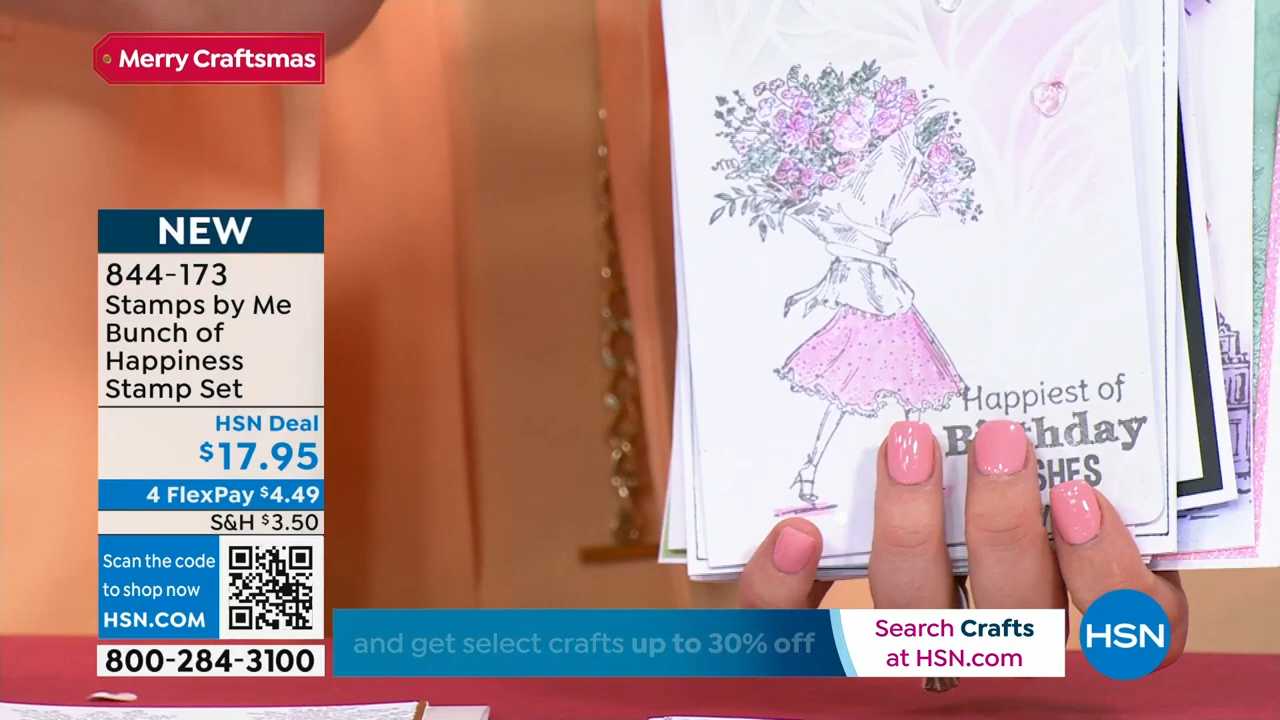 Merry Craftsmas
NEW
844-173
Stamps by Me
Bunch of
Happiness
Stamp Set
HSN Deal
$17.95
4 FlexPay $4.49
S&H $3.50
Scan the code
to shop now
HSN.COM
800-284-3100
LIV
Happiest of
and get select crafts up to 30% off
Search Crafts
at HSN.com
HSN